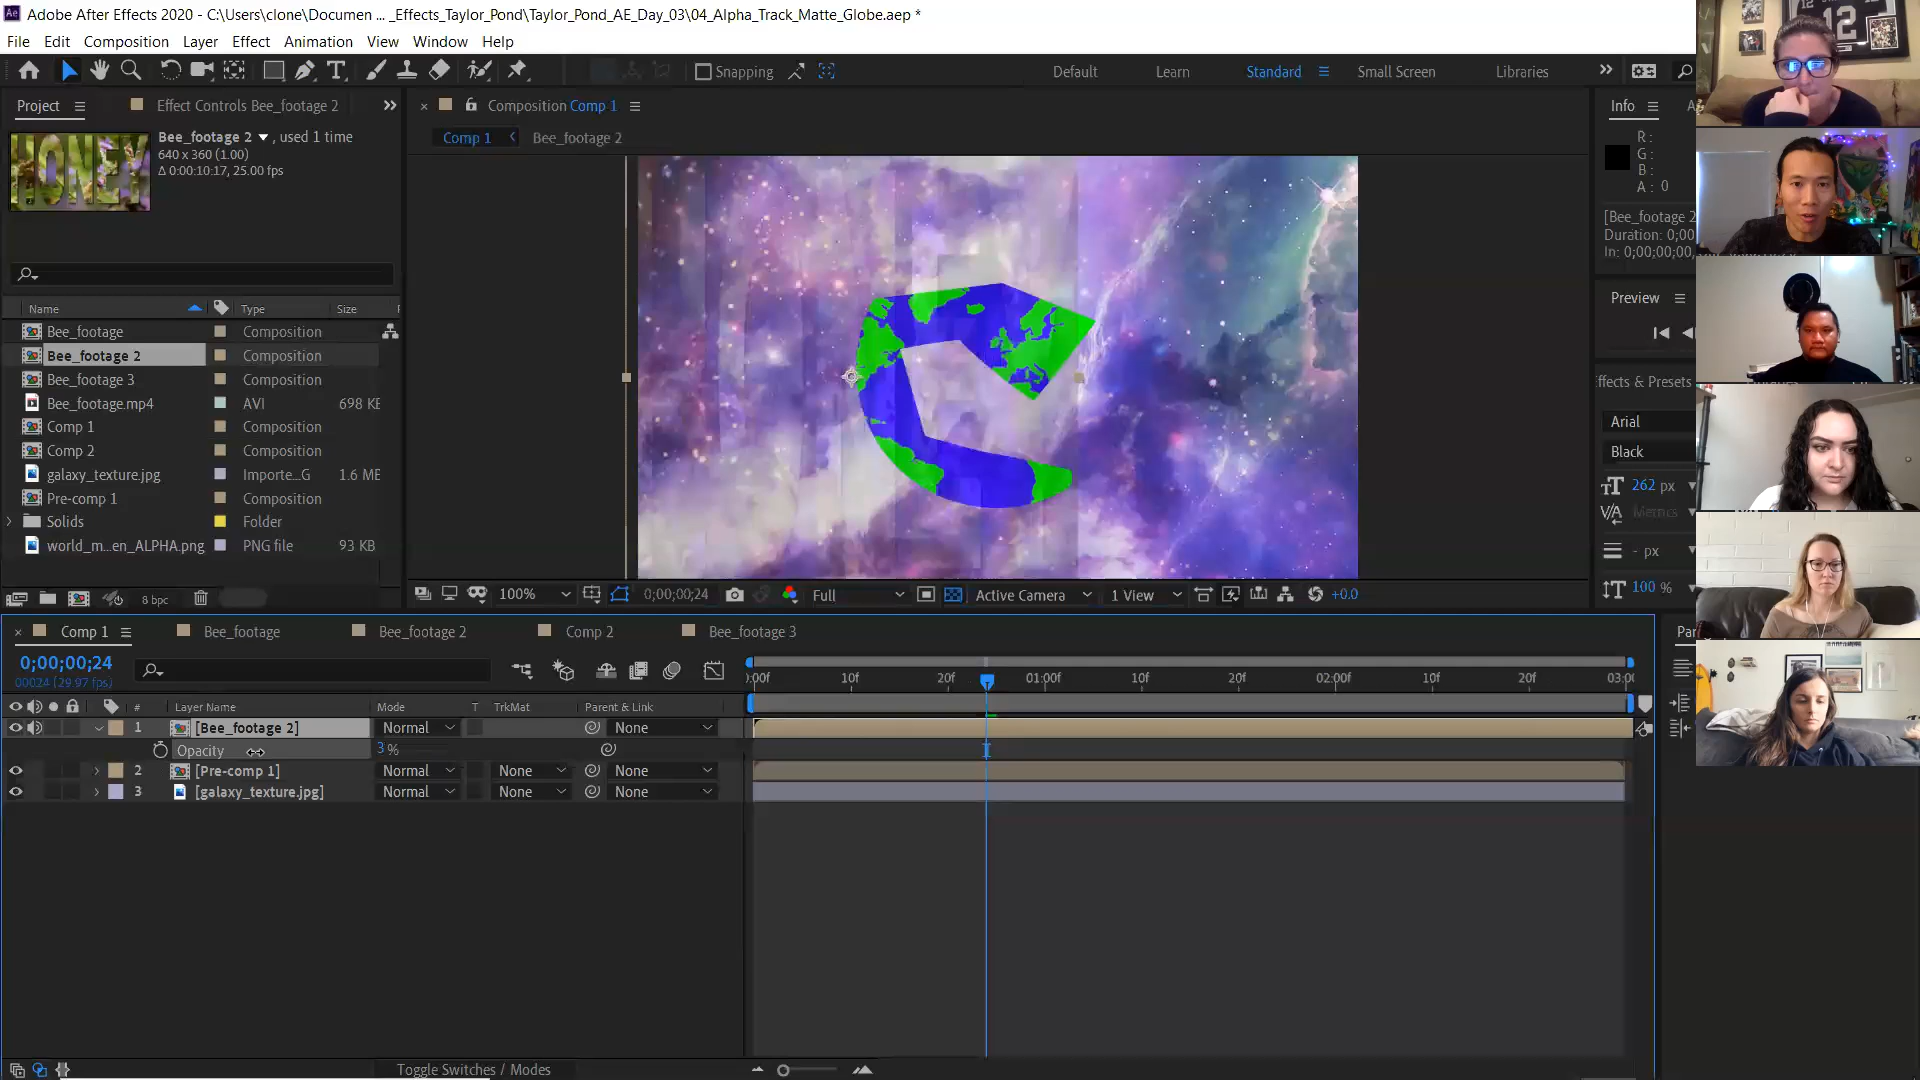 Adobe After Effects 2020 - C:\Users\clone\Documen ... _Effects_Taylor_Pond\Taylor_Pond_AE_Day_03\04_Alpha_Track_Matte_Globe.aep *
File Edit Composition Layer Effect Animation View Window Help
Snapping Default Learn Standard Small Screen Libraries
Project Effect Controls Bee_footage 2
Composition Comp 1
Info
Bee_footage 2 , used 1 time
640 x 360 (1.00)
Δ 0:00:10:17, 25.00 fps
HONEY
Comp 1 Bee_footage 2
R :
G :
B :
A : 0
[Bee_footage 2
Duration: 0;00
In: 0;00;00;00,
Name Type Size
Bee_footage Composition
Bee_footage 2 Composition
Bee_footage 3 Composition
Bee_footage.mp4 AVI 698 KE
Comp 1 Composition
Comp 2 Composition
galaxy_texture.jpg Importe...G 1.6 ME
Pre-comp 1 Composition
Solids Folder
world_m...en_ALPHA.png PNG file 93 KB
8 bpc
Preview
ffects & Presets
Arial
Black
262 px
Metrics
- px
100 %
100% 0;00;00;24 Full Active Camera 1 View +0.0
Comp 1 Bee_footage Bee_footage 2 Comp 2 Bee_footage 3
Par
0;00;00;24
00024 (29.97 fps)
:00f 10f 20f 01:00f 10f 20f 02:00f 10f 20f 03:00
# Layer Name Mode T TrkMat Parent & Link
1 [Bee_footage 2] Normal None
Opacity 3 %
2 [Pre-comp 1] Normal None None
3 [galaxy_texture.jpg] Normal None None
Toggle Switches / Modes
12 12
12